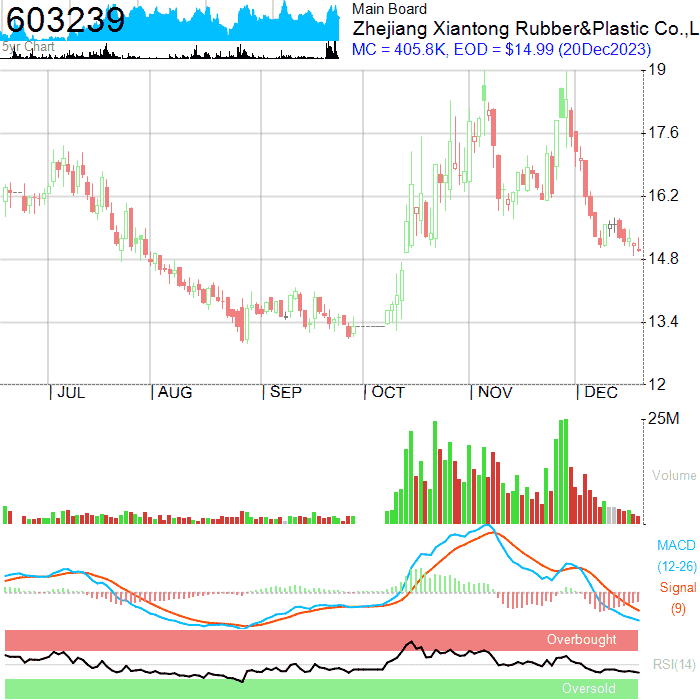 603239
5yr Chart
Main Board
Zhejiang Xiantong Rubber&Plastic Co.,L
MC = 405.8K, EOD = $14.99 (20Dec2023)
19
17.6
16.2
14.8
13.4
12
JUL
AUG
SEP
OCT
NOV
DEC
25M
Volume
MACD
(12-26)
Signal
(9)
Overbought
RSI(14)
Oversold